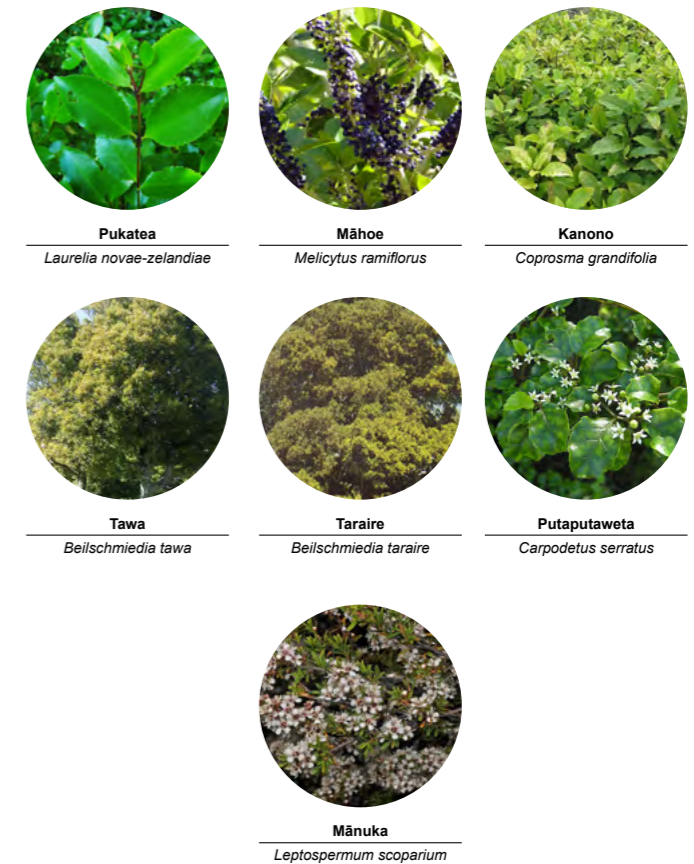 Pukatea
Laurelia novae-zelandiae
Māhoe
Melicytus ramiflorus
Kanono
Coprosma grandifolia
Tawa
Beilschmiedia tawa
Taraire
Beilschmiedia taraire
Putaputaweta
Carpodetus serratus
Mānuka
Leptospermum scoparium